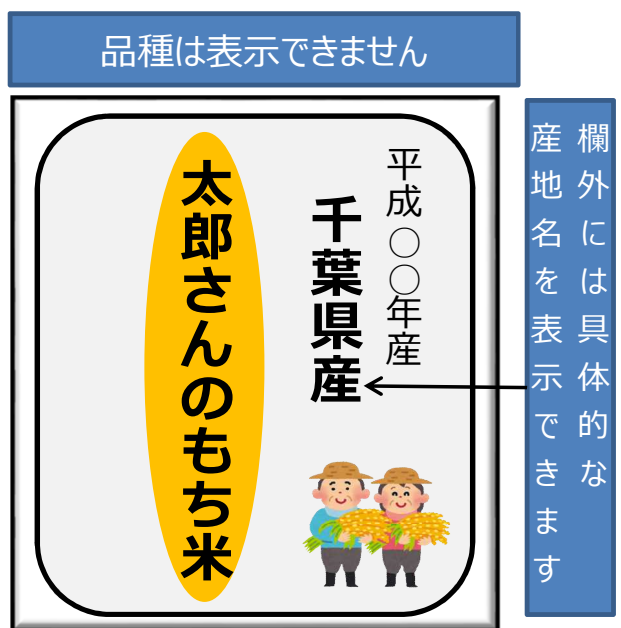 品種は表示できません
欄外には具体的な
産地名を表示できます
平成○○年産
千葉県産
太郎さんのもち米